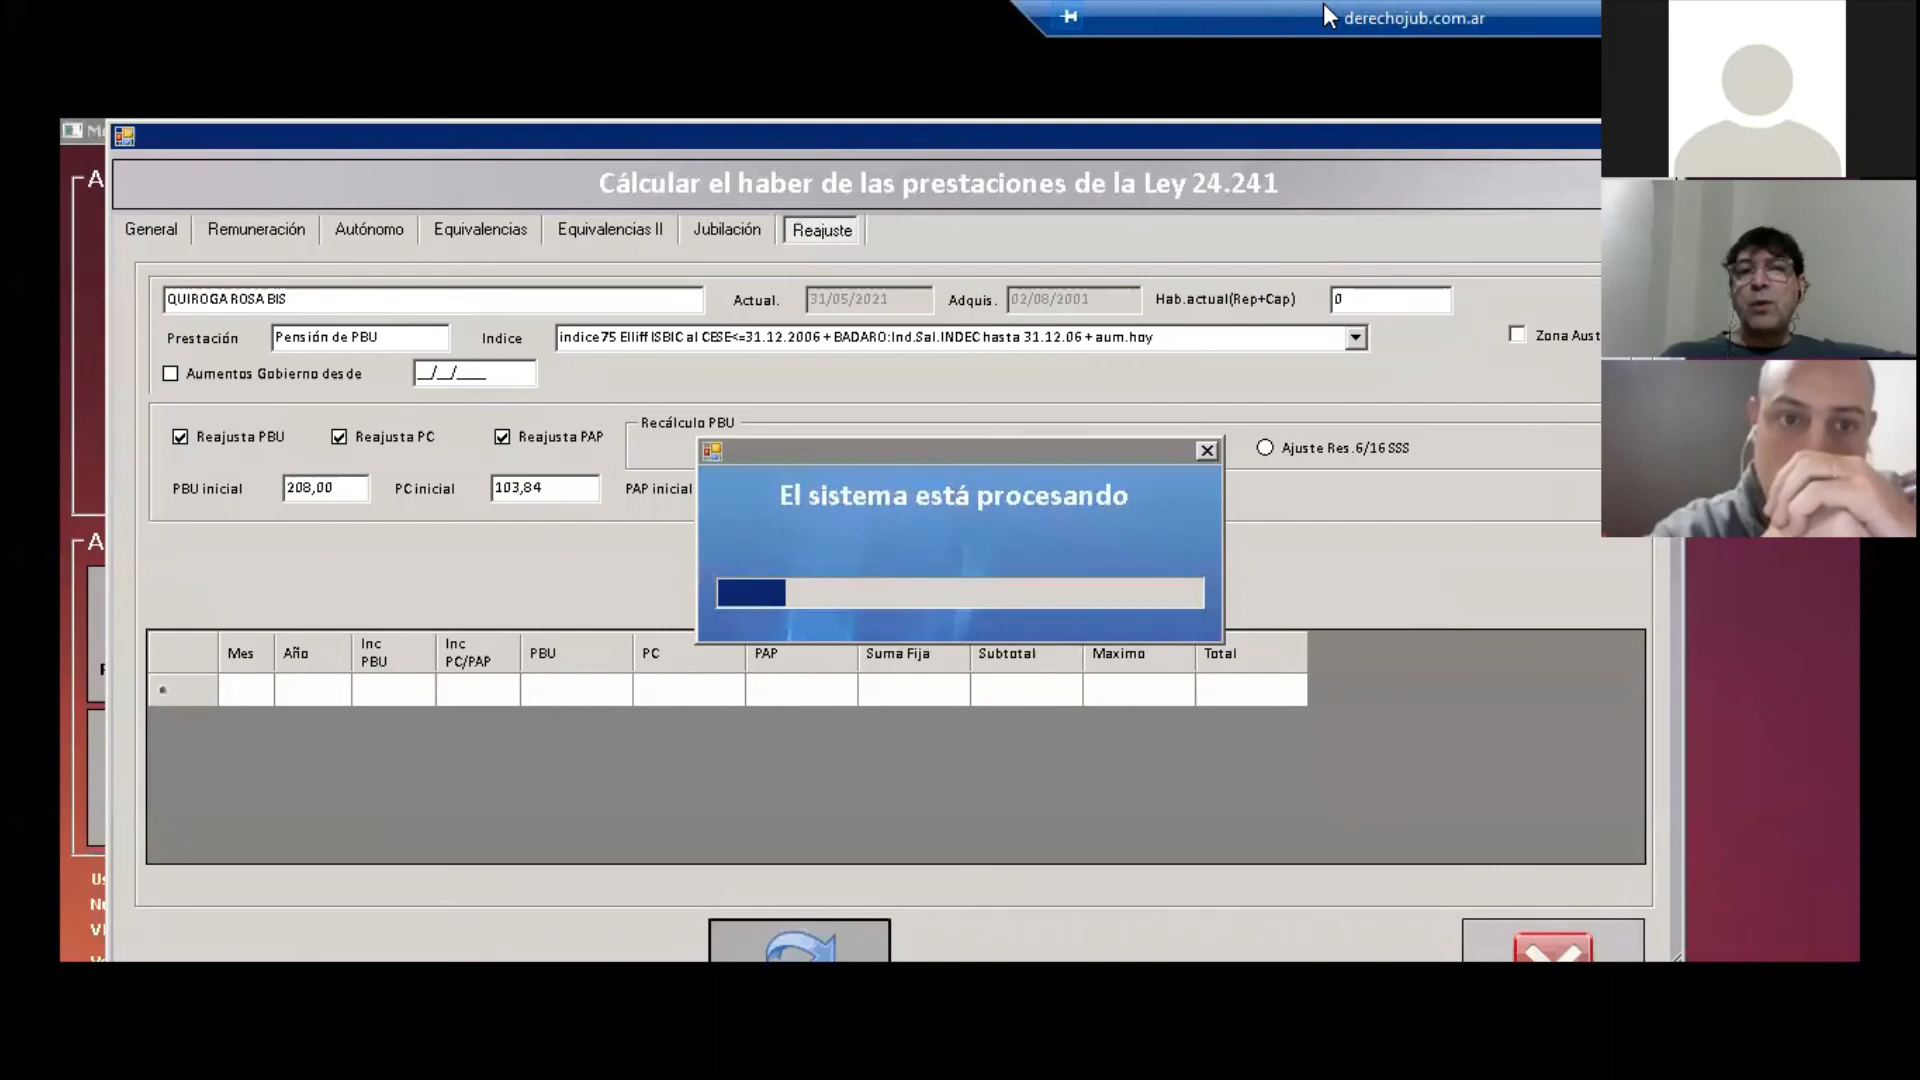 derechojub.com.ar
Cálcular el haber de las prestaciones de la Ley 24.241
General Remuneración Autónomo Equivalencias Equivalencias II Jubilación Reajuste
QUIROGA ROSA BIS Actual. 31/05/2021 Adquis. 02/08/2001 Hab.actual(Rep+Cap) 0
Prestación Pensión de PBU Indice indice75 Elliff ISBIC al CESE<=31.12.2006 + BADARO:Ind.Sal.INDEC hasta 31.12.06 + aum.hoy Zona Aust
Aumentos Gobierno desde __/__/____
Recálculo PBU
Reajusta PBU Reajusta PC Reajusta PAP Ajuste Res.6/16 SSS
PBU inicial 208,00 PC inicial 103,84 PAP inicial
El sistema está procesando
Mes Año Inc PBU Inc PC/PAP PBU PC PAP Suma Fija Subtotal Maximo Total